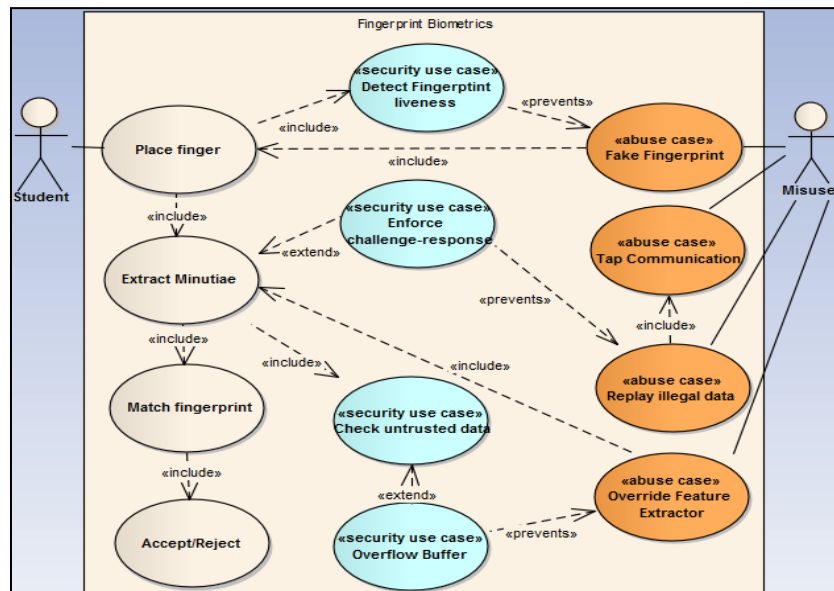 Fingerprint Biometrics
«security use case»
Detect Fingerptint
liveness
«prevents»
«include»
Place finger
«abuse case»
Fake Fingerprint
«include»
Student
Misuse
«include»
«security use case»
Enforce
challenge-response
«extend»
«abuse case»
Tap Communication
Extract Minutiae
«prevents»
«include»
«include»
«include»
«include»
«abuse case»
Replay illegal data
Match fingerprint
«security use case»
Check untrusted data
«include»
«extend»
«abuse case»
Override Feature
Extractor
«prevents»
Accept/Reject
«security use case»
Overflow Buffer